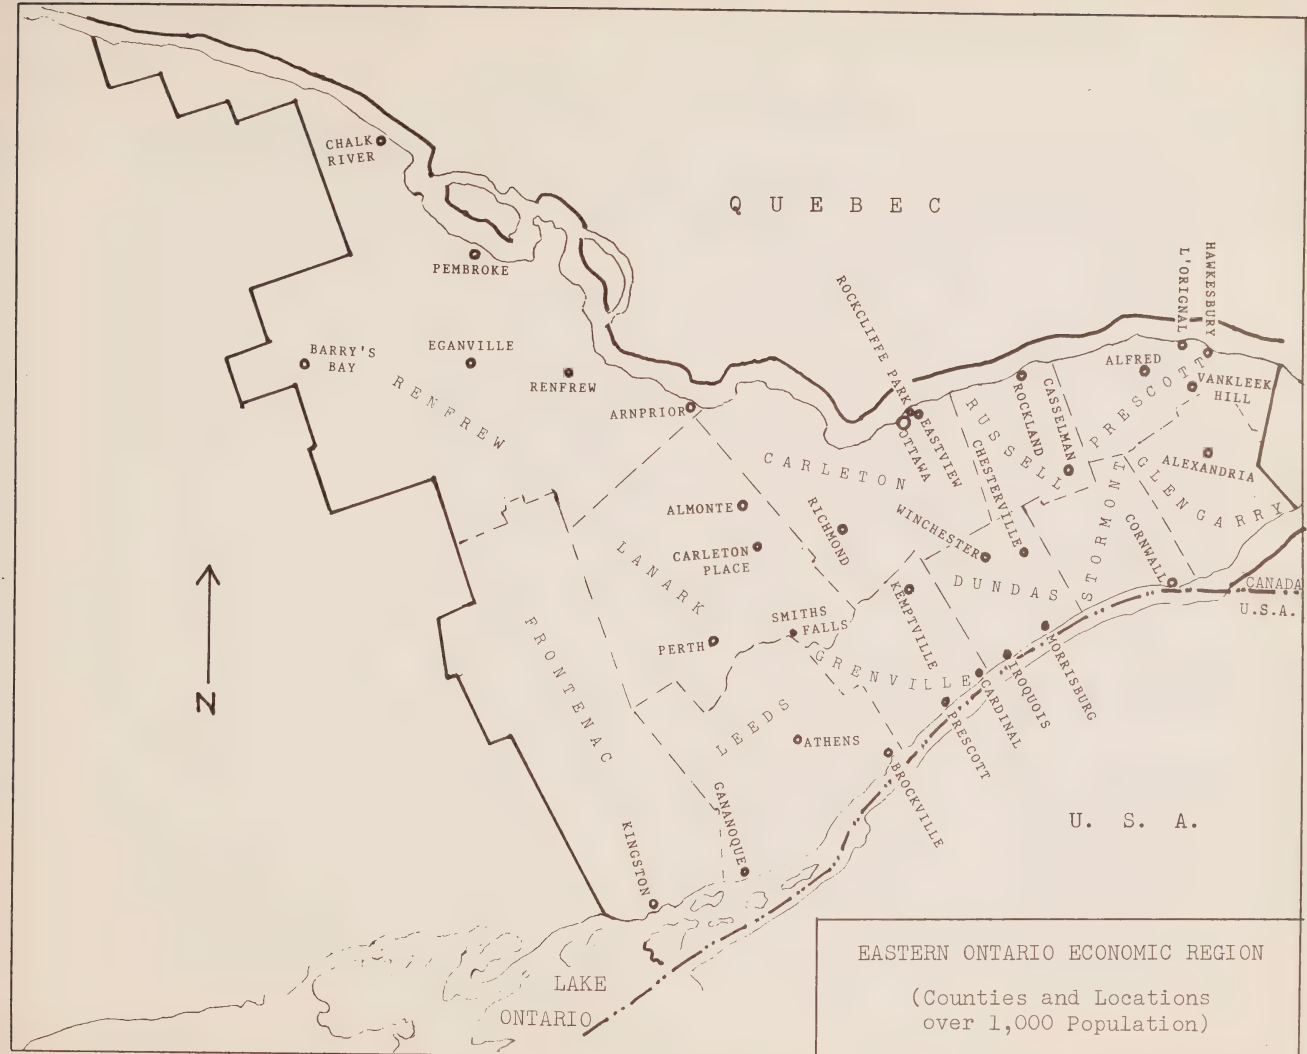 CHALK
RIVER
QUEBEC
PEMBROKE
HAWKESBURY
L'ORIGNAL
ROCKCLIFFE PARK
BARRY'S
BAY
EGANVILLE
RENFREW
RENFREW
ARNPRIOR
ALFRED
VANKLEEK
HILL
PRESCOTT
CASSELMAN
ROCKLAND
RUSSELL
EASTVIEW
OTTAWA
CHESTERVILLE
CARLETON
ALEXANDRIA
GLENGARRY
STORMONT
CORNWALL
ALMONTE
RICHMOND
WINCHESTER
CARLETON
PLACE
LANARK
DUNDAS
CANADA
U.S.A.
KEMPTVILLE
SMITHS
FALLS
PERTH
GRENVILLE
MORRISBURG
IROQUOIS
CARDINAL
PRESCOTT
FRONTENAC
LEEDS
ATHENS
BROCKVILLE
GANANOQUE
KINGSTON
N
U. S. A.
LAKE
ONTARIO
EASTERN ONTARIO ECONOMIC REGION
(Counties and Locations
over 1,000 Population)